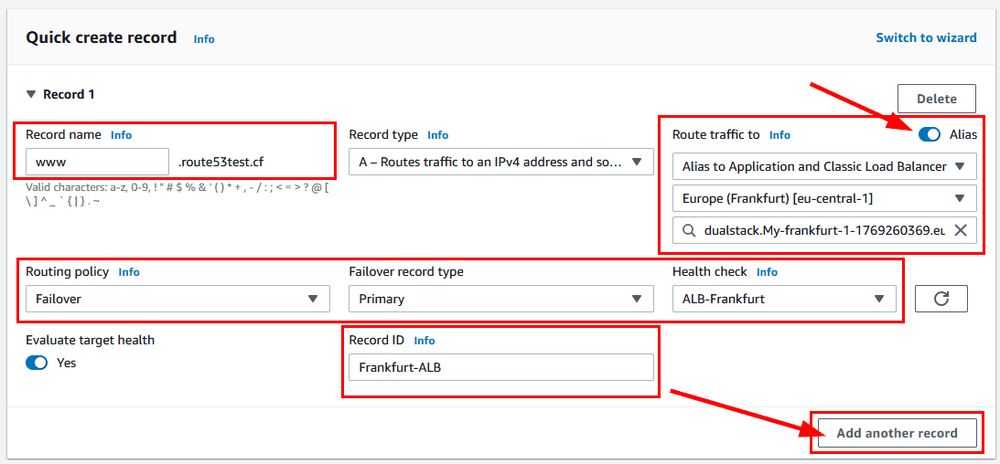 Quick create record Info Switch to wizard
Record 1 Delete
Record name Info Record type Info Route traffic to Info Alias
www .route53test.cf A – Routes traffic to an IPv4 address and so... Alias to Application and Classic Load Balancer
Valid characters: a-z, 0-9, ! " # $ % & ' ( ) * + , - / : ; < = > ? @ [
\ ] ^ _ ` { | } . ~
Europe (Frankfurt) [eu-central-1]
dualstack.My-frankfurt-1-1769260369.eu
Routing policy Info Failover record type Health check Info
Failover Primary ALB-Frankfurt
Evaluate target health Record ID Info
Yes Frankfurt-ALB
Add another record